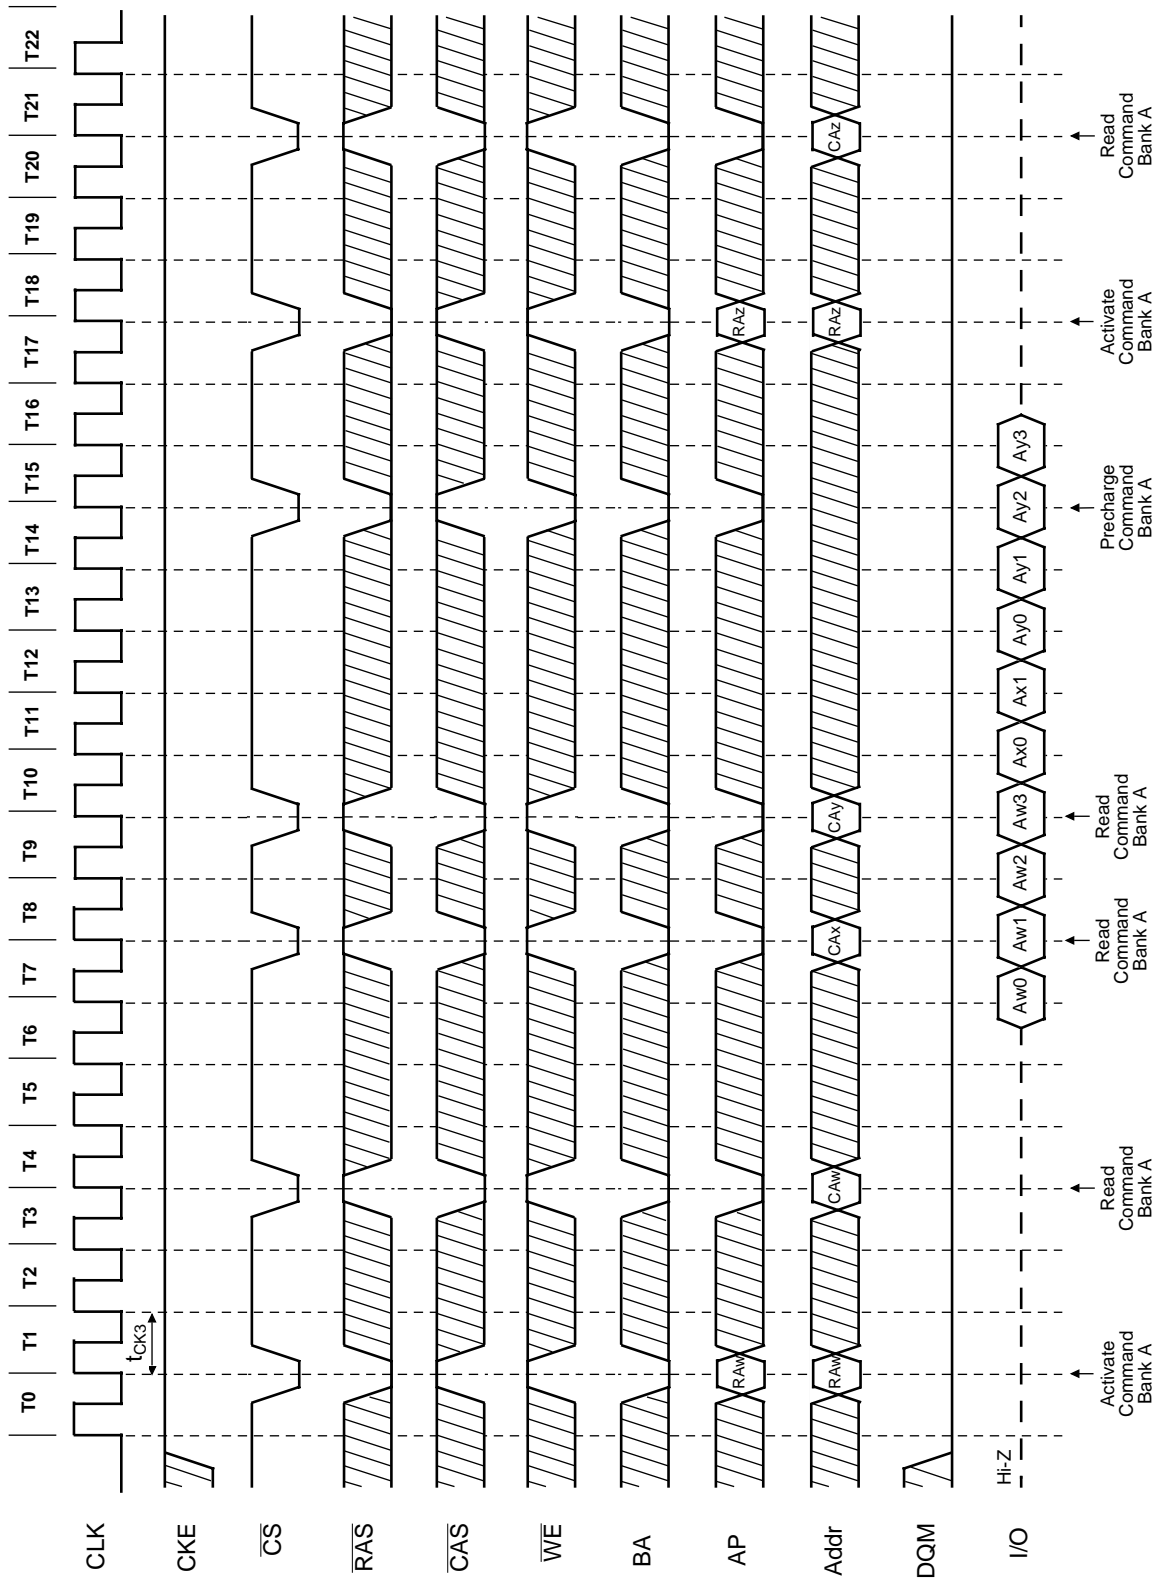 T0 T1 T2 T3 T4 T5 T6 T7 T8 T9 T10 T11 T12 T13 T14 T15 T16 T17 T18 T19 T20 T21 T22
CLK
tCK3
CKE
CS
RAS
CAS
WE
BA
AP
RAw RAz
Addr
RAw CAw CAx CAy RAz CAz
DQM
I/O
Hi-Z
Aw0 Aw1 Aw2 Aw3 Ax0 Ax1 Ay0 Ay1 Ay2 Ay3
Activate
Command
Bank A
Read
Command
Bank A
Read
Command
Bank A
Read
Command
Bank A
Precharge
Command
Bank A
Activate
Command
Bank A
Read
Command
Bank A